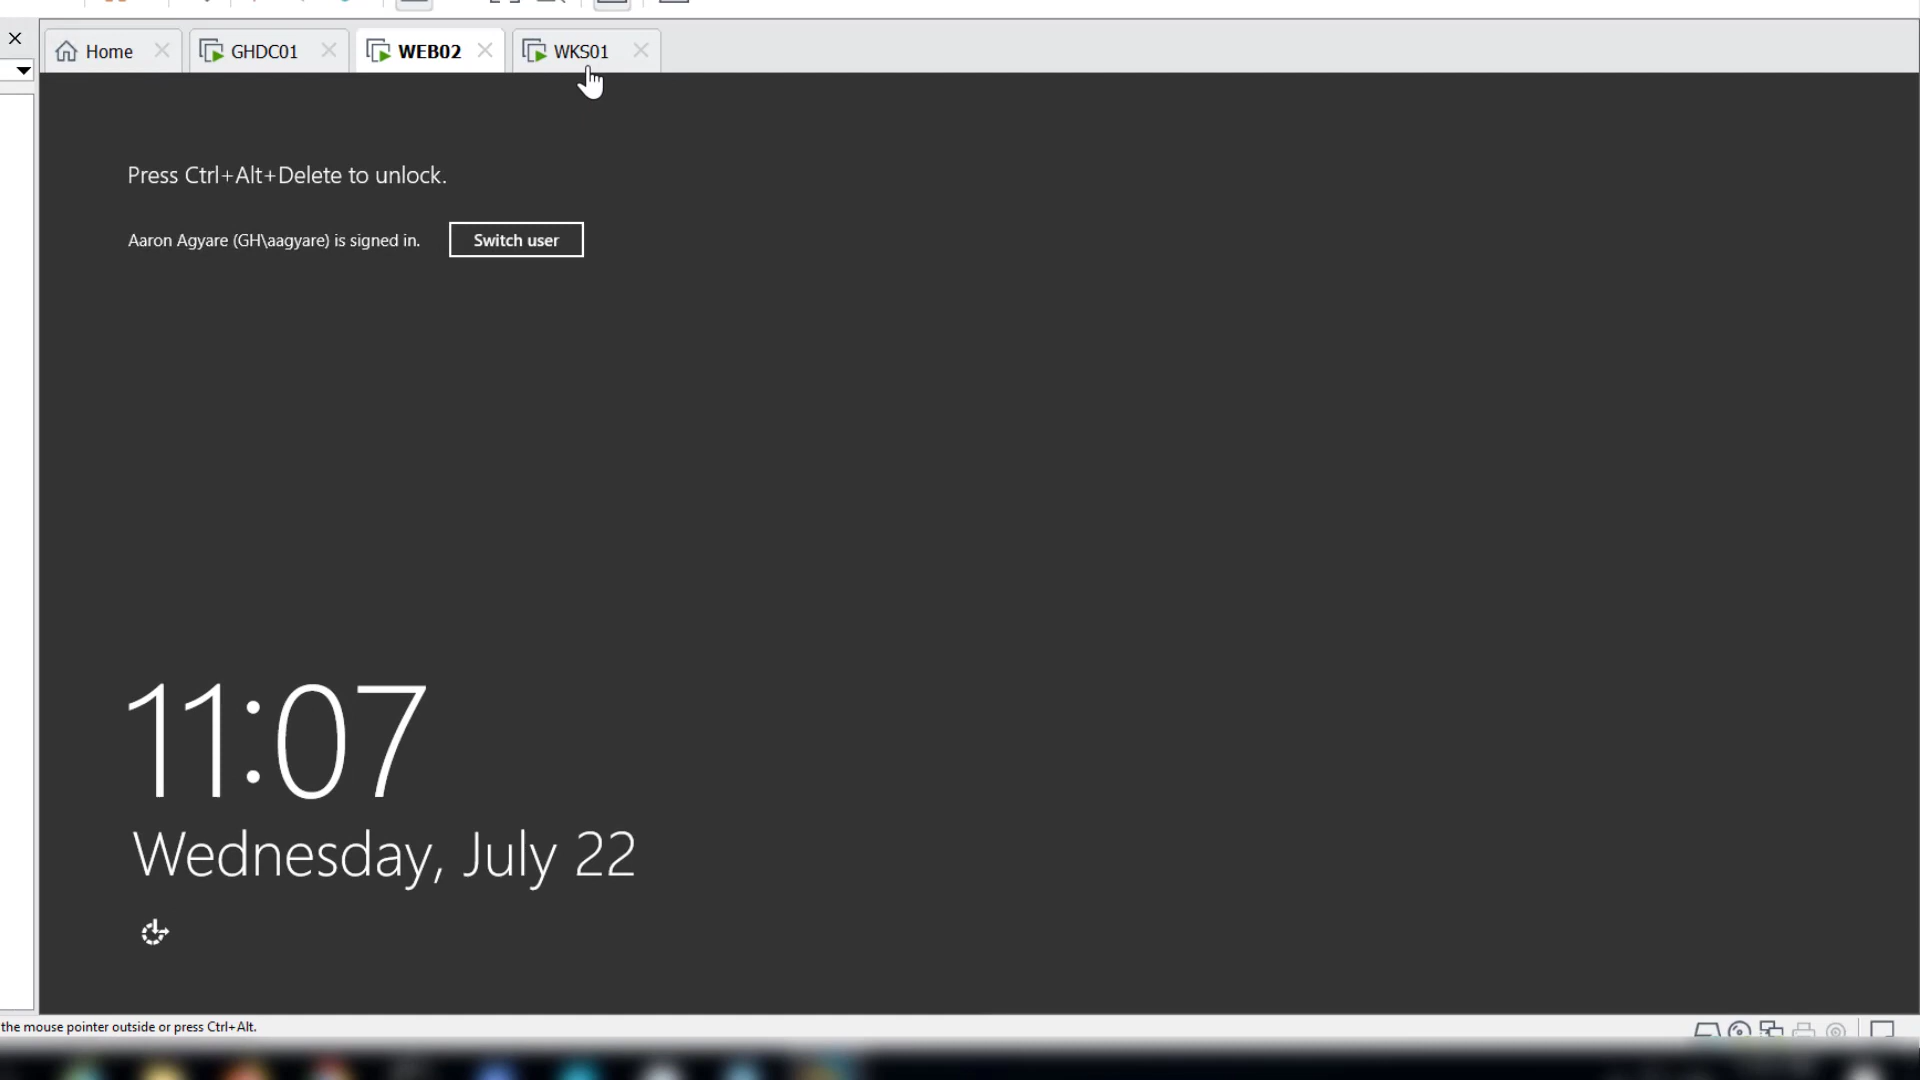 Home
GHDC01
WEB02
WKS01
Press Ctrl+Alt+Delete to unlock.
Aaron Agyare (GH\aagyare) is signed in.
Switch user
11:07
Wednesday, July 22
the mouse pointer outside or press Ctrl+Alt.